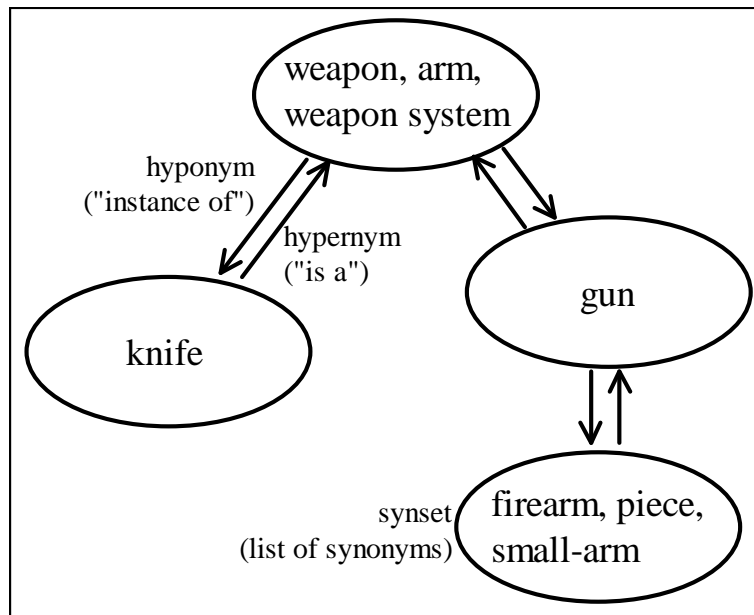 weapon, arm,
weapon system
hyponym
("instance of")
hypernym
("is a")
knife
gun
synset
(list of synonyms)
firearm, piece,
small-arm